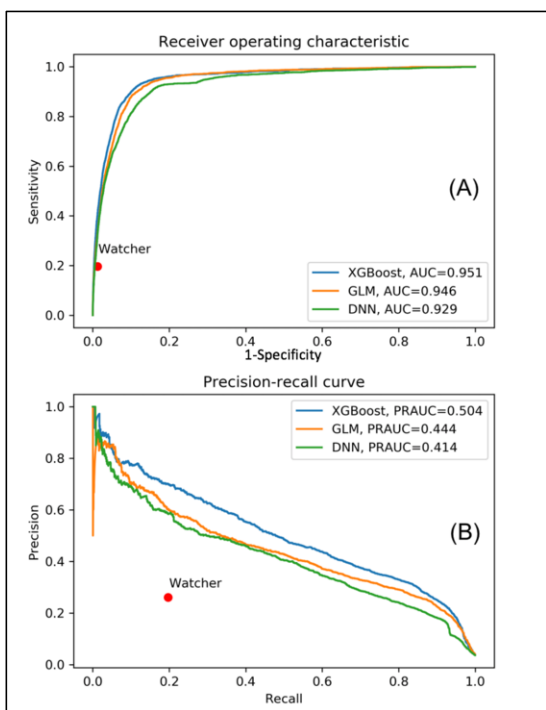 Receiver operating characteristic
1.0
0.8
0.6
0.4
0.2
0.0
Sensitivity
(A)
Watcher
XGBoost, AUC=0.951
GLM, AUC=0.946
DNN, AUC=0.929
0.0 0.2 0.4 0.6 0.8 1.0
1-Specificity
Precision-recall curve
1.0
0.8
0.6
0.4
0.2
0.0
Precision
XGBoost, PRAUC=0.504
GLM, PRAUC=0.444
DNN, PRAUC=0.414
(B)
Watcher
0.0 0.2 0.4 0.6 0.8 1.0
Recall